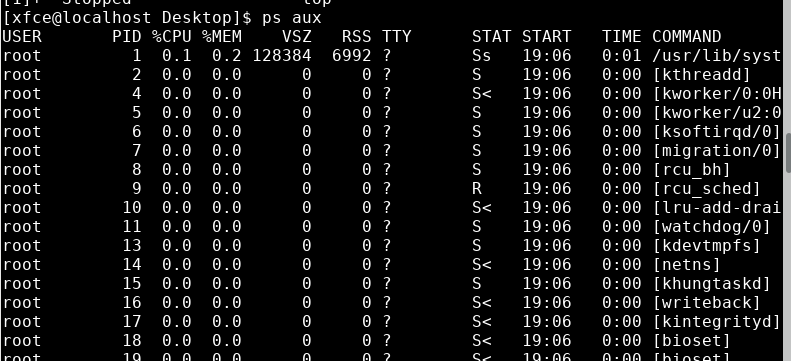 [1]+  Stopped                 top
[xfce@localhost Desktop]$ ps aux
USER       PID %CPU %MEM    VSZ   RSS TTY      STAT START   TIME COMMAND
root         1  0.1  0.2 128384  6992 ?        Ss   19:06   0:01 /usr/lib/syst
root         2  0.0  0.0      0     0 ?        S    19:06   0:00 [kthreadd]
root         4  0.0  0.0      0     0 ?        S<   19:06   0:00 [kworker/0:0H
root         5  0.0  0.0      0     0 ?        S    19:06   0:00 [kworker/u2:0
root         6  0.0  0.0      0     0 ?        S    19:06   0:00 [ksoftirqd/0]
root         7  0.0  0.0      0     0 ?        S    19:06   0:00 [migration/0]
root         8  0.0  0.0      0     0 ?        S    19:06   0:00 [rcu_bh]
root         9  0.0  0.0      0     0 ?        R    19:06   0:00 [rcu_sched]
root        10  0.0  0.0      0     0 ?        S<   19:06   0:00 [lru-add-drai
root        11  0.0  0.0      0     0 ?        S    19:06   0:00 [watchdog/0]
root        13  0.0  0.0      0     0 ?        S    19:06   0:00 [kdevtmpfs]
root        14  0.0  0.0      0     0 ?        S<   19:06   0:00 [netns]
root        15  0.0  0.0      0     0 ?        S    19:06   0:00 [khungtaskd]
root        16  0.0  0.0      0     0 ?        S<   19:06   0:00 [writeback]
root        17  0.0  0.0      0     0 ?        S<   19:06   0:00 [kintegrityd]
root        18  0.0  0.0      0     0 ?        S<   19:06   0:00 [bioset]
root        19  0.0  0.0      0     0 ?        S<   19:06   0:00 [bioset]